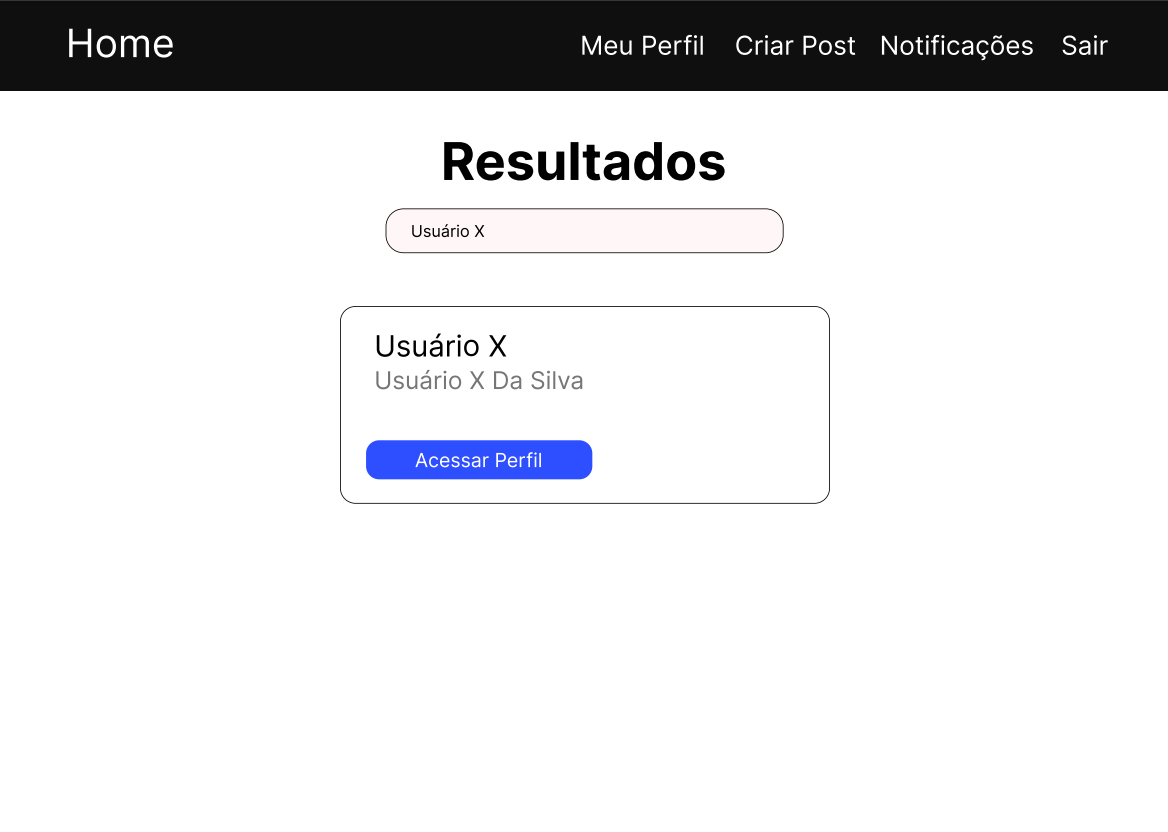 Home Meu Perfil Criar Post Notificações Sair
Resultados
Usuário X
Usuário X
Usuário X Da Silva
Acessar Perfil